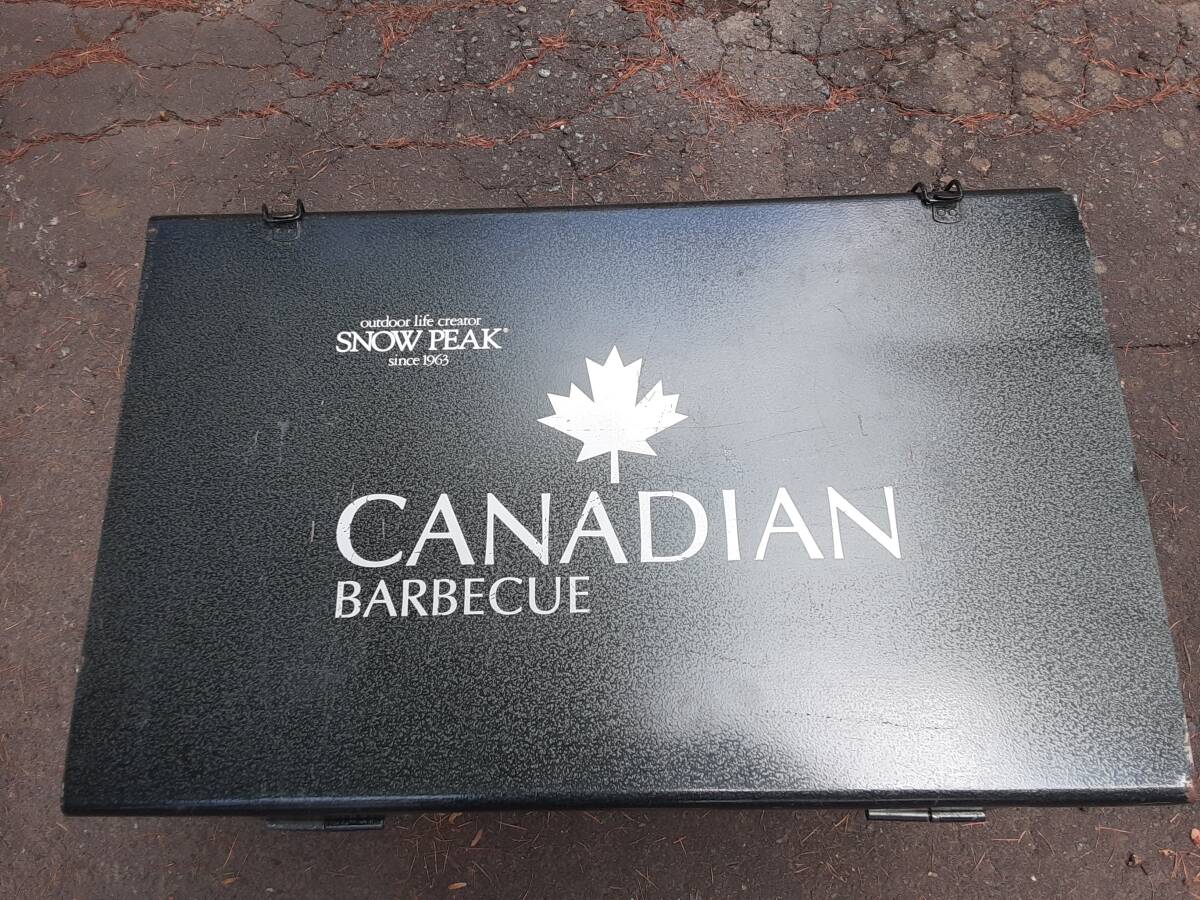 outdoor life creator
SNOW PEAK®
since 1963
CANADIAN
BARBECUE